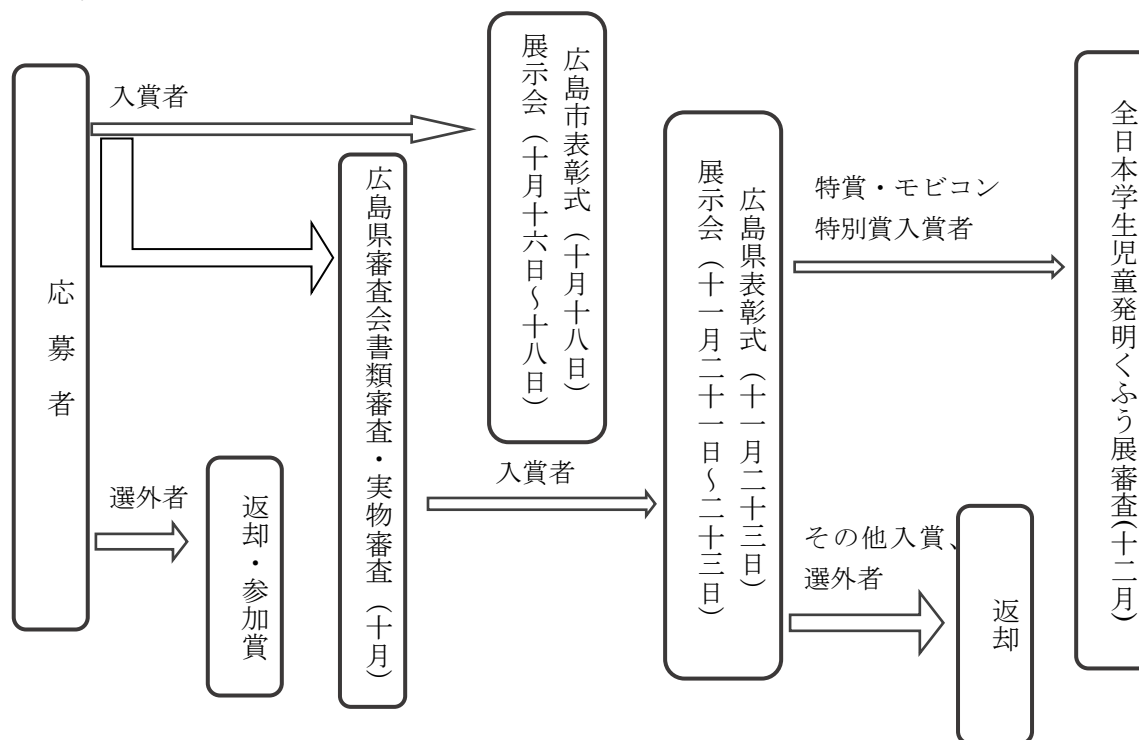 応募者
入賞者
選外者
返却・参加賞
広島県審査会書類審査・実物審査（十月）
広島市表彰式（十月十八日）
展示会（十月十六日～十八日）
入賞者
広島県表彰式（十一月二十三日）
展示会（十一月二十一日～二十三日）
特賞・モビコン
特別賞入賞者
その他入賞、
選外者
返却
全日本学生児童発明くふう展審査(十二月)